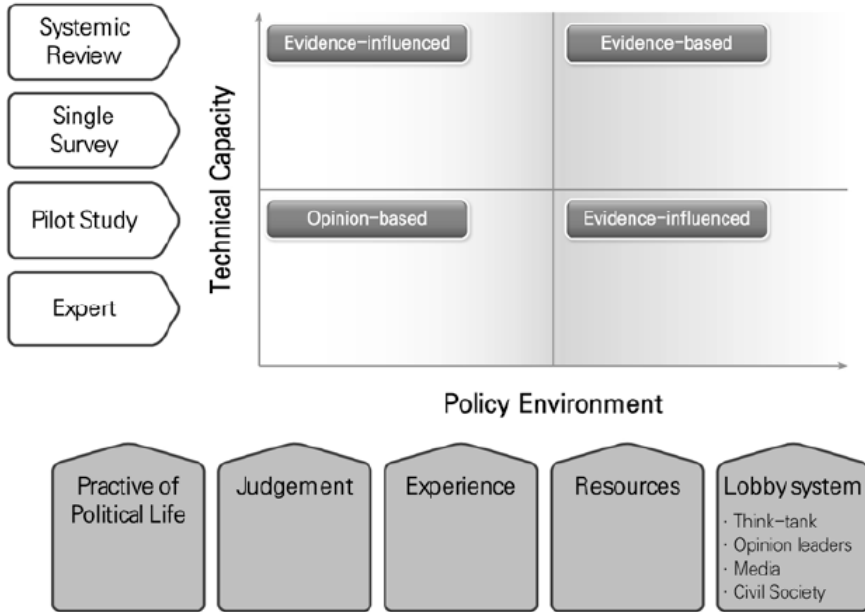 Systemic
Review
Single
Survey
Pilot Study
Expert
Technical Capacity
Evidence-influenced
Evidence-based
Opinion-based
Evidence-influenced
Policy Environment
Practive of
Political Life
Judgement
Experience
Resources
Lobby system
· Think-tank
· Opinion leaders
· Media
· Civil Society